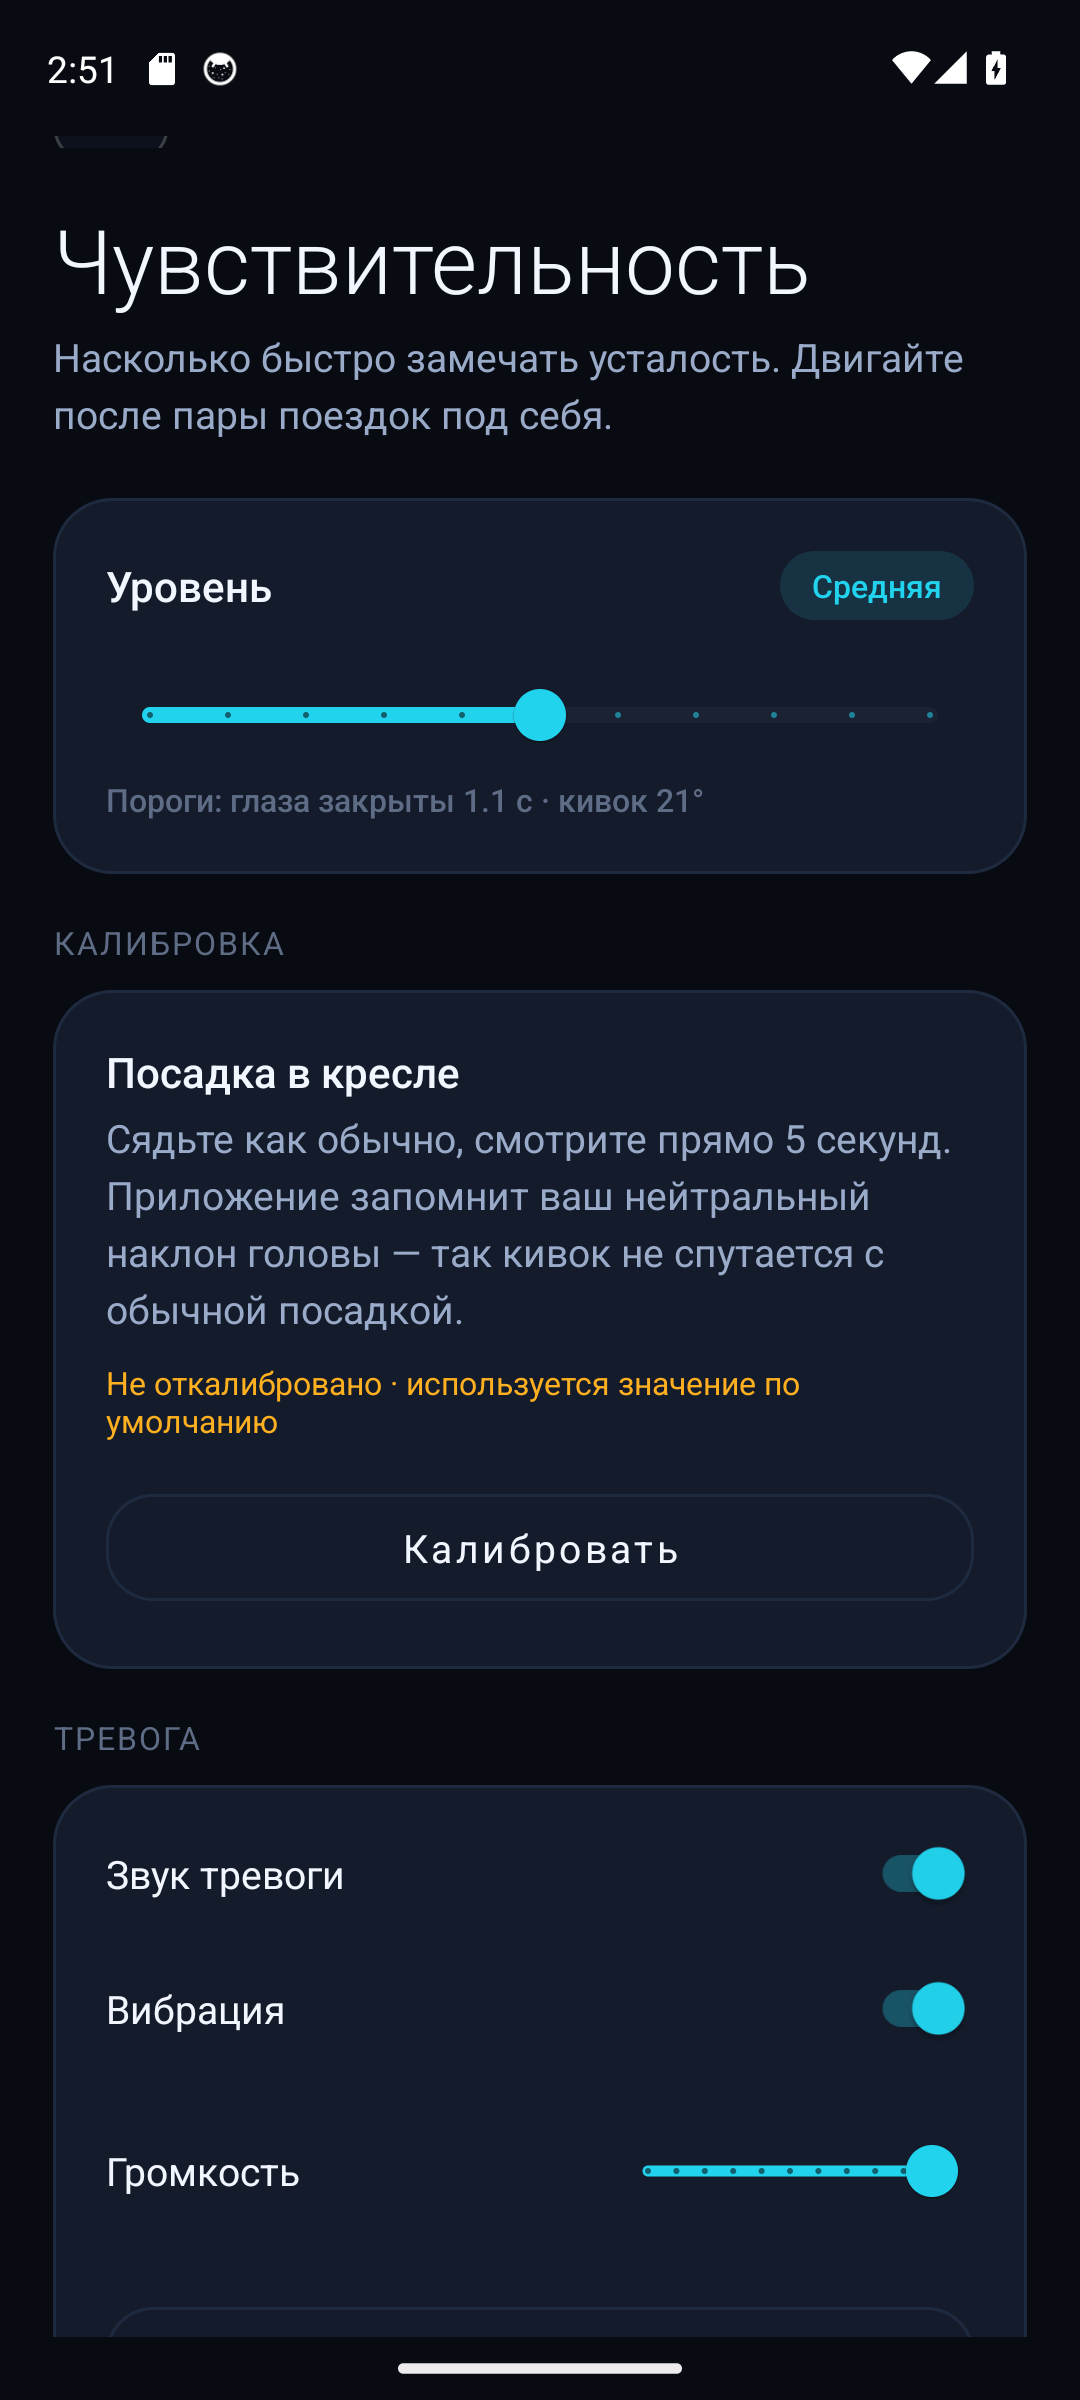 2:51
Чувствительность
Насколько быстро замечать усталость. Двигайте
после пары поездок под себя.
Уровень
Средняя
Пороги: глаза закрыты 1.1 с · кивок 21°
КАЛИБРОВКА
Посадка в кресле
Сядьте как обычно, смотрите прямо 5 секунд.
Приложение запомнит ваш нейтральный
наклон головы — так кивок не спутается с
обычной посадкой.
Не откалибровано · используется значение по
умолчанию
Калибровать
ТРЕВОГА
Звук тревоги
Вибрация
Громкость